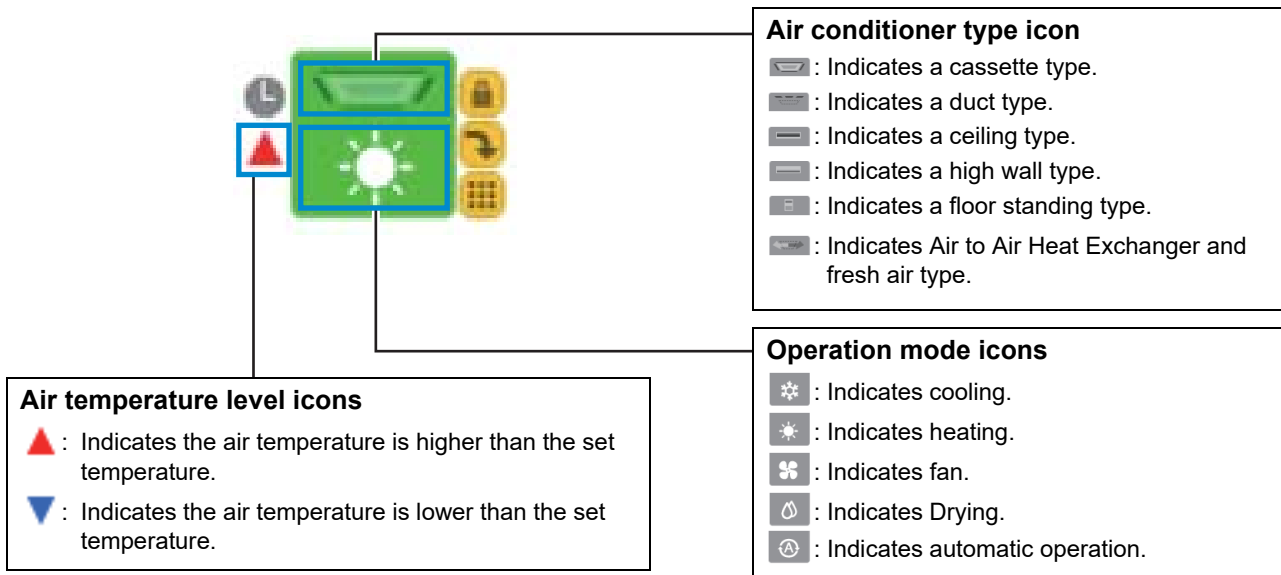 Air conditioner type icon
: Indicates a cassette type.
: Indicates a duct type.
: Indicates a ceiling type.
: Indicates a high wall type.
: Indicates a floor standing type.
: Indicates Air to Air Heat Exchanger and
fresh air type.
Operation mode icons
: Indicates cooling.
: Indicates heating.
: Indicates fan.
: Indicates Drying.
A : Indicates automatic operation.
Air temperature level icons
: Indicates the air temperature is higher than the set
temperature.
: Indicates the air temperature is lower than the set
temperature.